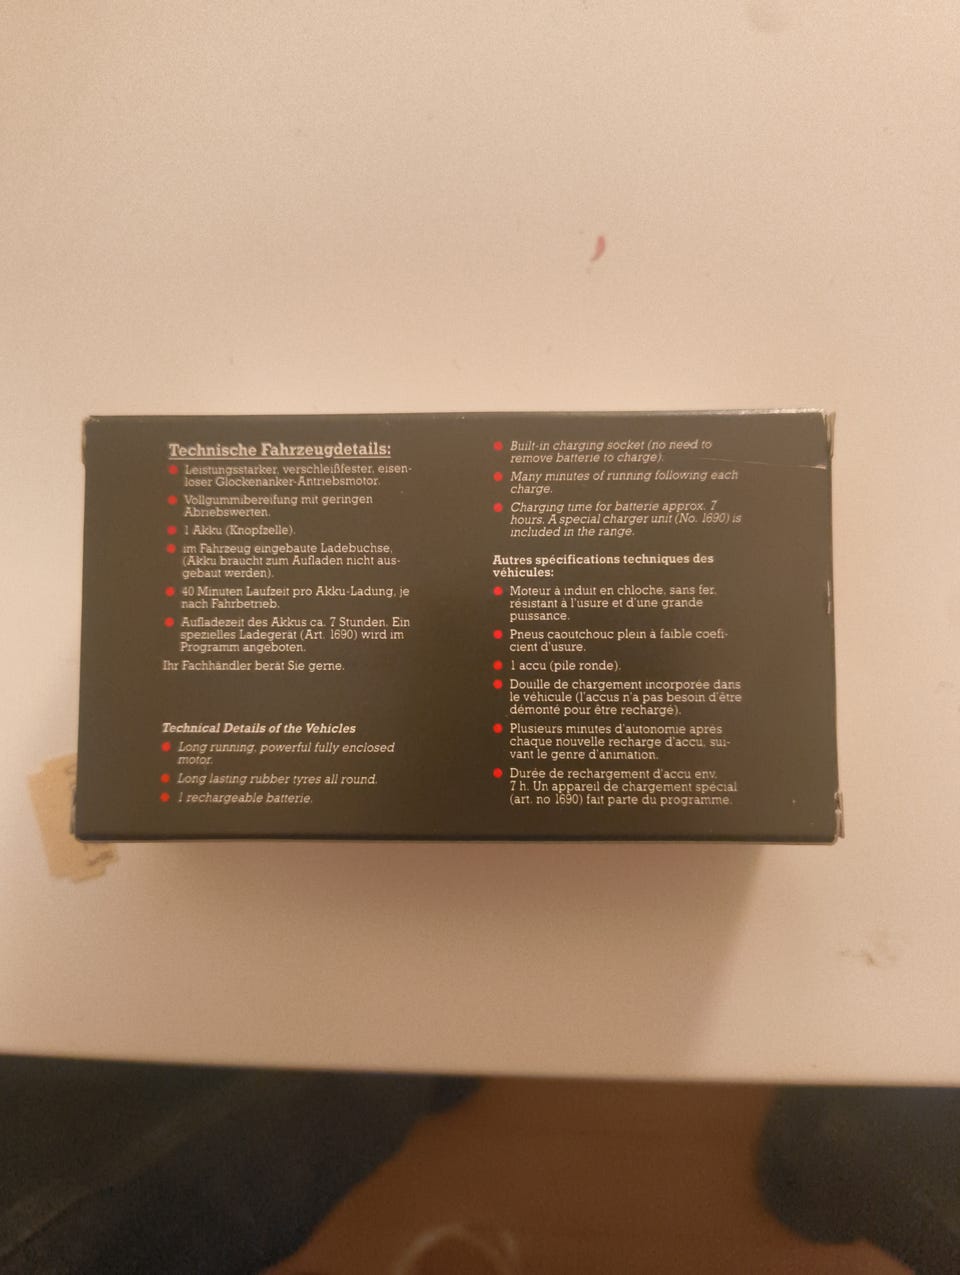 Technische Fahrzeugdetails:
Leistungsstarker, verschleißfester, eisen-
loser Glockenanker-Antriebsmotor.
Vollgummibereifung mit geringen
Abriebswerten.
1 Akku (Knopfzelle).
im Fahrzeug eingebaute Ladebuchse,
(Akku braucht zum Aufladen nicht aus-
gebaut werden).
40 Minuten Laufzeit pro Akku-Ladung, je
nach Fahrbetrieb.
Aufladezeit des Akkus ca. 7 Stunden. Ein
spezielles Ladegerät (Art. 1690) wird im
Programm angeboten.
Ihr Fachhändler berät Sie gerne.
Technical Details of the Vehicles
Long running, powerful fully enclosed
motor.
Long lasting rubber tyres all round.
1 rechargeable batterie.
Built-in charging socket (no need to
remove batterie to charge).
Many minutes of running following each
charge.
Charging time for batterie approx. 7
hours. A special charger unit (No. 1690) is
included in the range.
Autres spécifications techniques des
véhicules:
Moteur à induit en chloche, sans fer,
résistant à l'usure et d'une grande
puissance.
Pneus caoutchouc plein à faible coefi-
cient d'usure.
1 accu (pile ronde).
Douille de chargement incorporée dans
le véhicule (l'accus n'a pas besoin d'être
démonté pour être rechargé).
Plusieurs minutes d'autonomie après
chaque nouvelle recharge d'accu, sui-
vant le genre d'animation.
Durée de rechargement d'accu env.
7 h. Un appareil de chargement spécial
(art. no 1690) fait partie du programme.